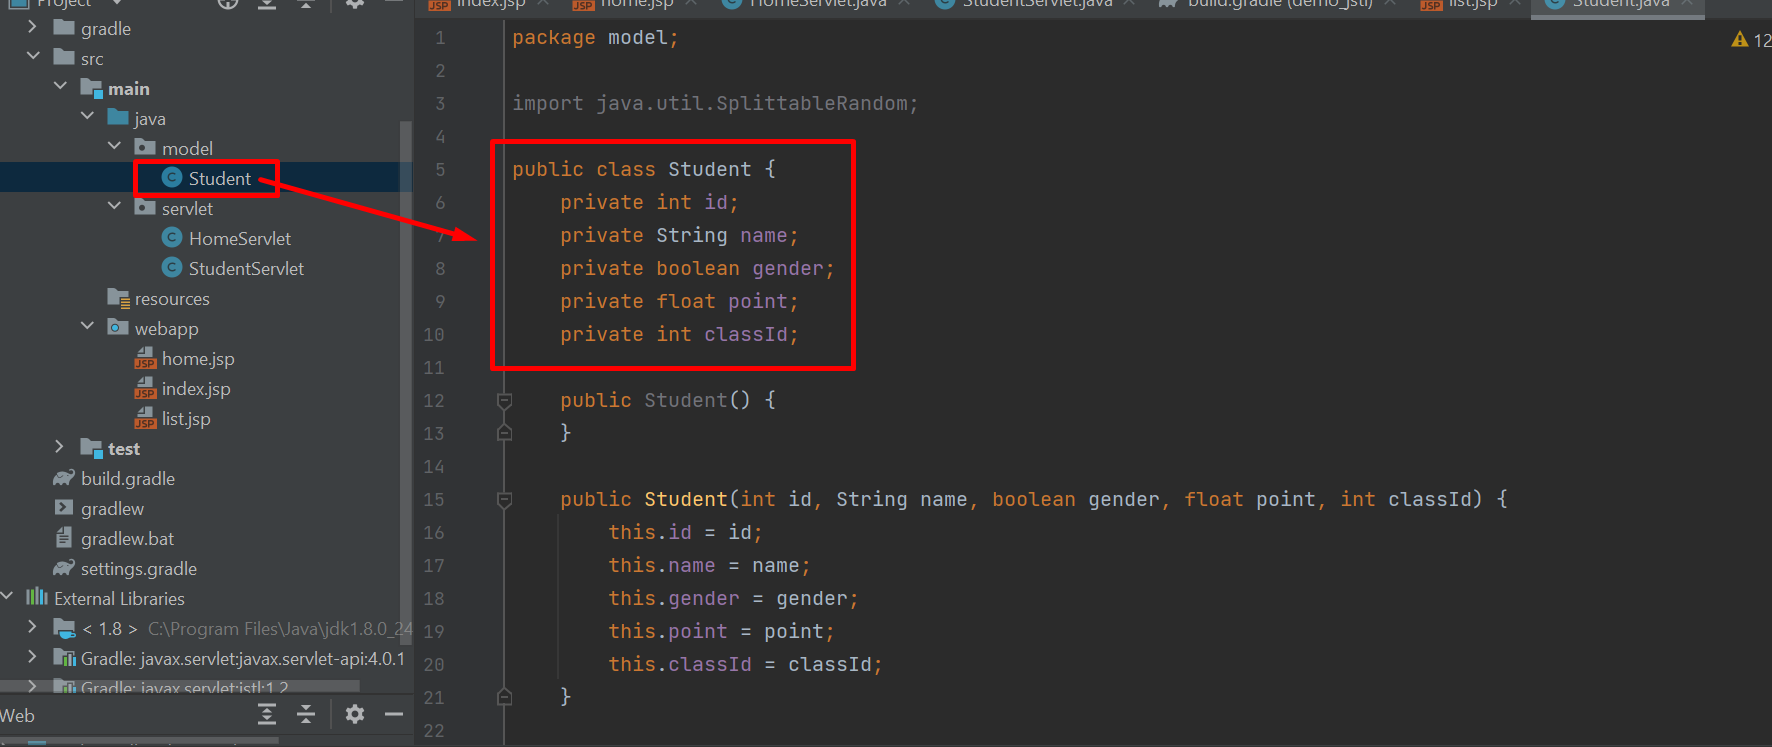 Project
gradle
src
main
java
model
Student
servlet
HomeServlet
StudentServlet
resources
webapp
home.jsp
index.jsp
list.jsp
test
build.gradle
gradlew
gradlew.bat
settings.gradle
External Libraries
< 1.8 > C:\Program Files\Java\jdk1.8.0_24
Gradle: javax.servlet:javax.servlet-api:4.0.1
Gradle: javax.servlet:jstl:1.2
Web
index.jsp home.jsp HomeServlet.java StudentServlet.java build.gradle (demo_jstl) list.jsp Student.java
12
1 package model;
2
3 import java.util.SplittableRandom;
4
5 public class Student {
6 private int id;
7 private String name;
8 private boolean gender;
9 private float point;
10 private int classId;
11
12 public Student() {
13 }
14
15 public Student(int id, String name, boolean gender, float point, int classId) {
16 this.id = id;
17 this.name = name;
18 this.gender = gender;
19 this.point = point;
20 this.classId = classId;
21 }
22